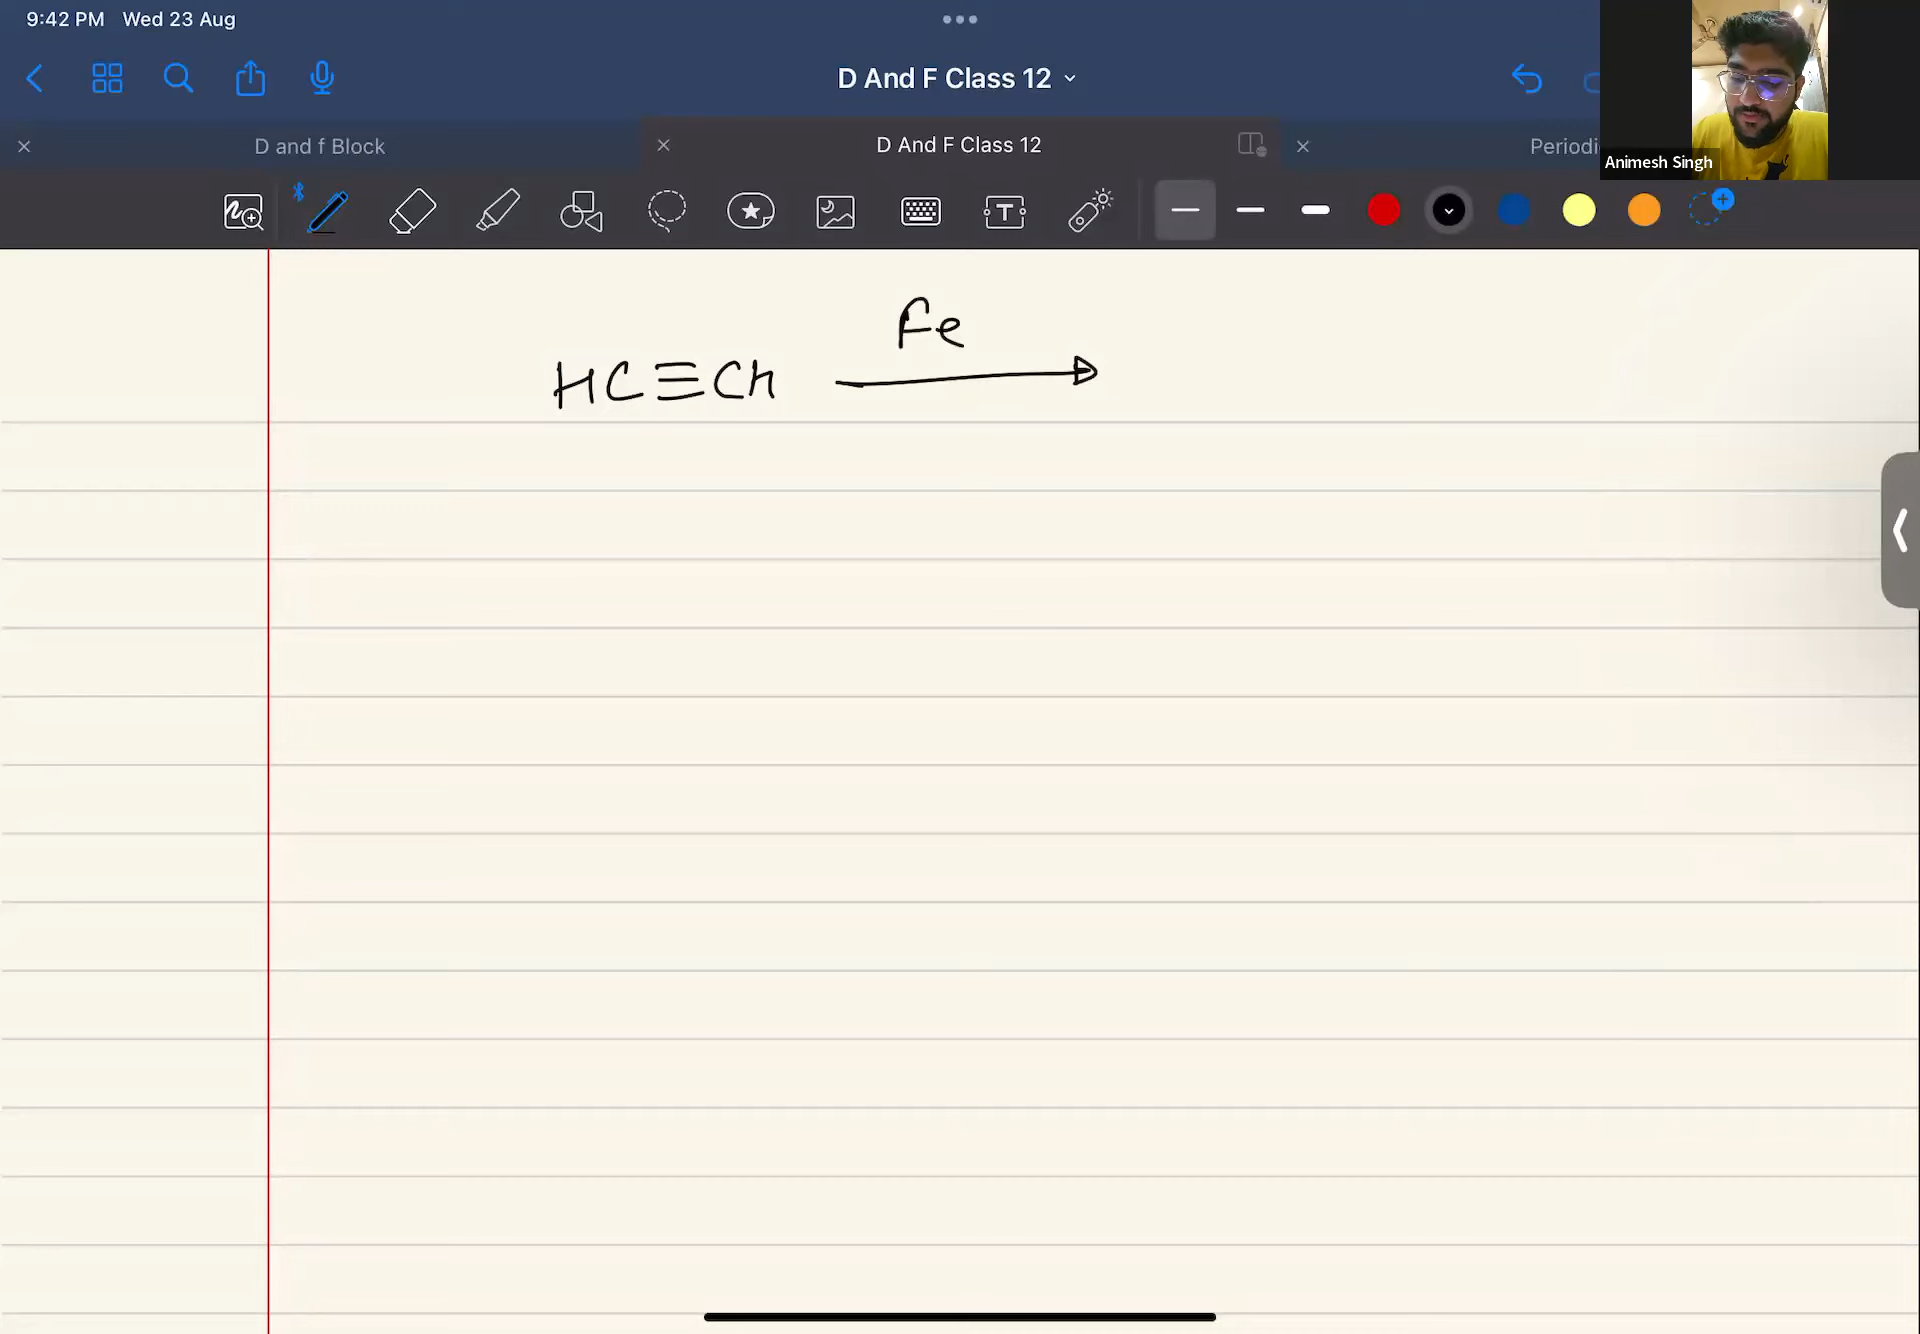 9:42 PM Wed 23 Aug
D And F Class 12
D and f Block
D And F Class 12
Periodi
Animesh Singh
T
Fe
HC≡CH